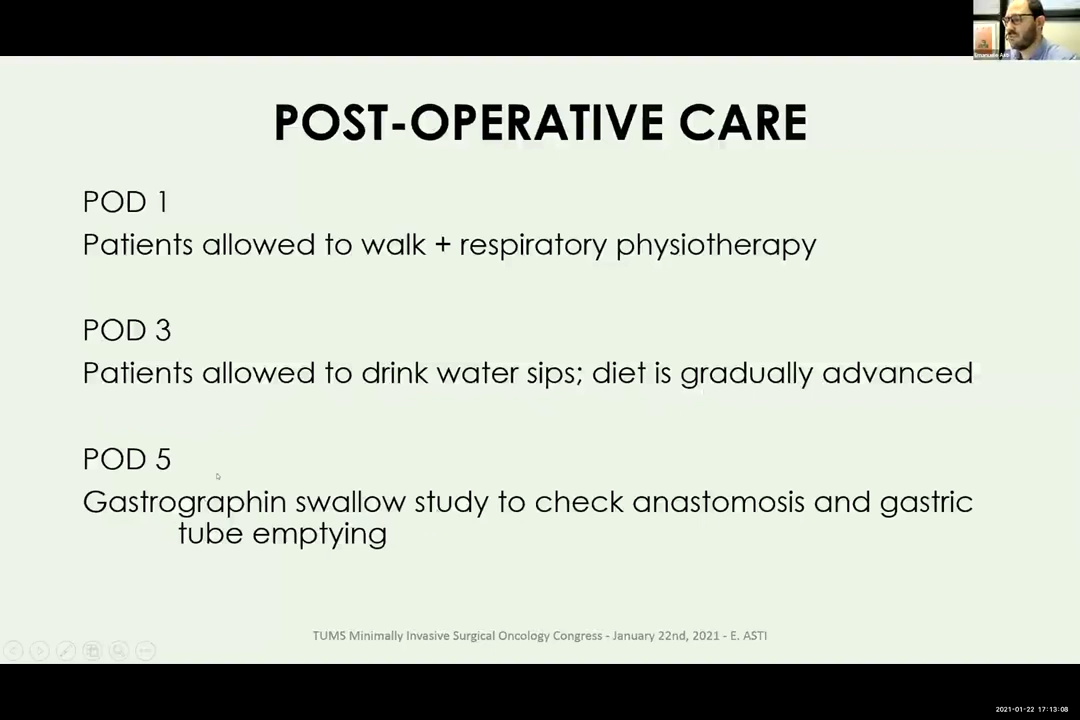 Emanuele Asti
POST-OPERATIVE CARE
POD 1
Patients allowed to walk + respiratory physiotherapy
POD 3
Patients allowed to drink water sips; diet is gradually advanced
POD 5
Gastrographin swallow study to check anastomosis and gastric
tube emptying
TUMS Minimally Invasive Surgical Oncology Congress - January 22nd, 2021 - E. ASTI
2021-01-22 17:13:08